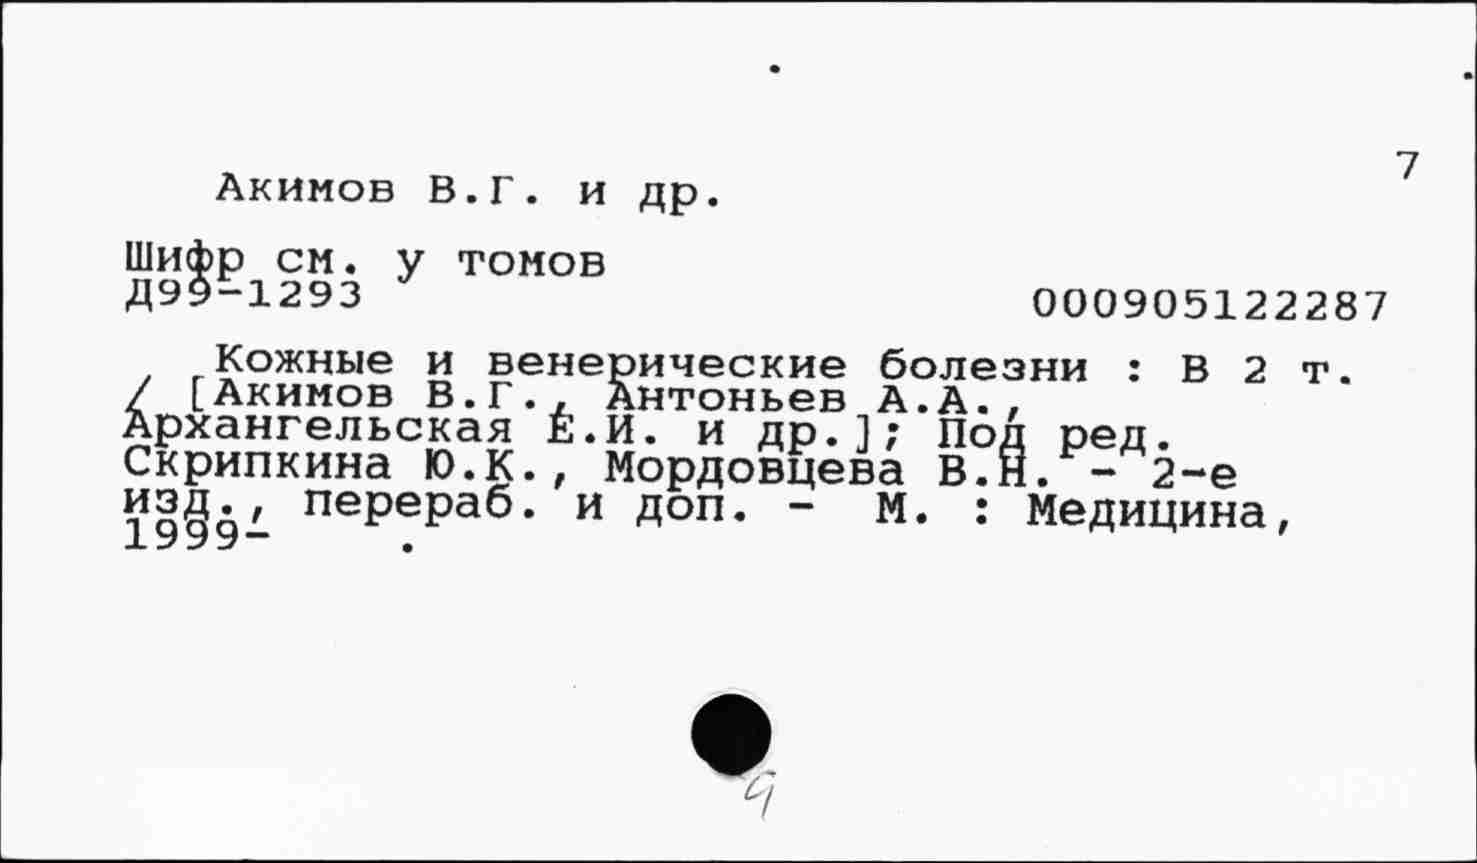 7
Акимов В.Г. и др.
Шифр см. у томов
Д99-1293
000905122287
Кожные и венерические болезни : В 2 т.
/ [Акимов В.Г., Антоньев А.А.,
Архангельская Е.И. и др.]; Под ред.
Скрипкина Ю.К., Мордовцева В.Н. - 2-е
изд., перераб. и доп. - М. : Медицина,
1999- .
9